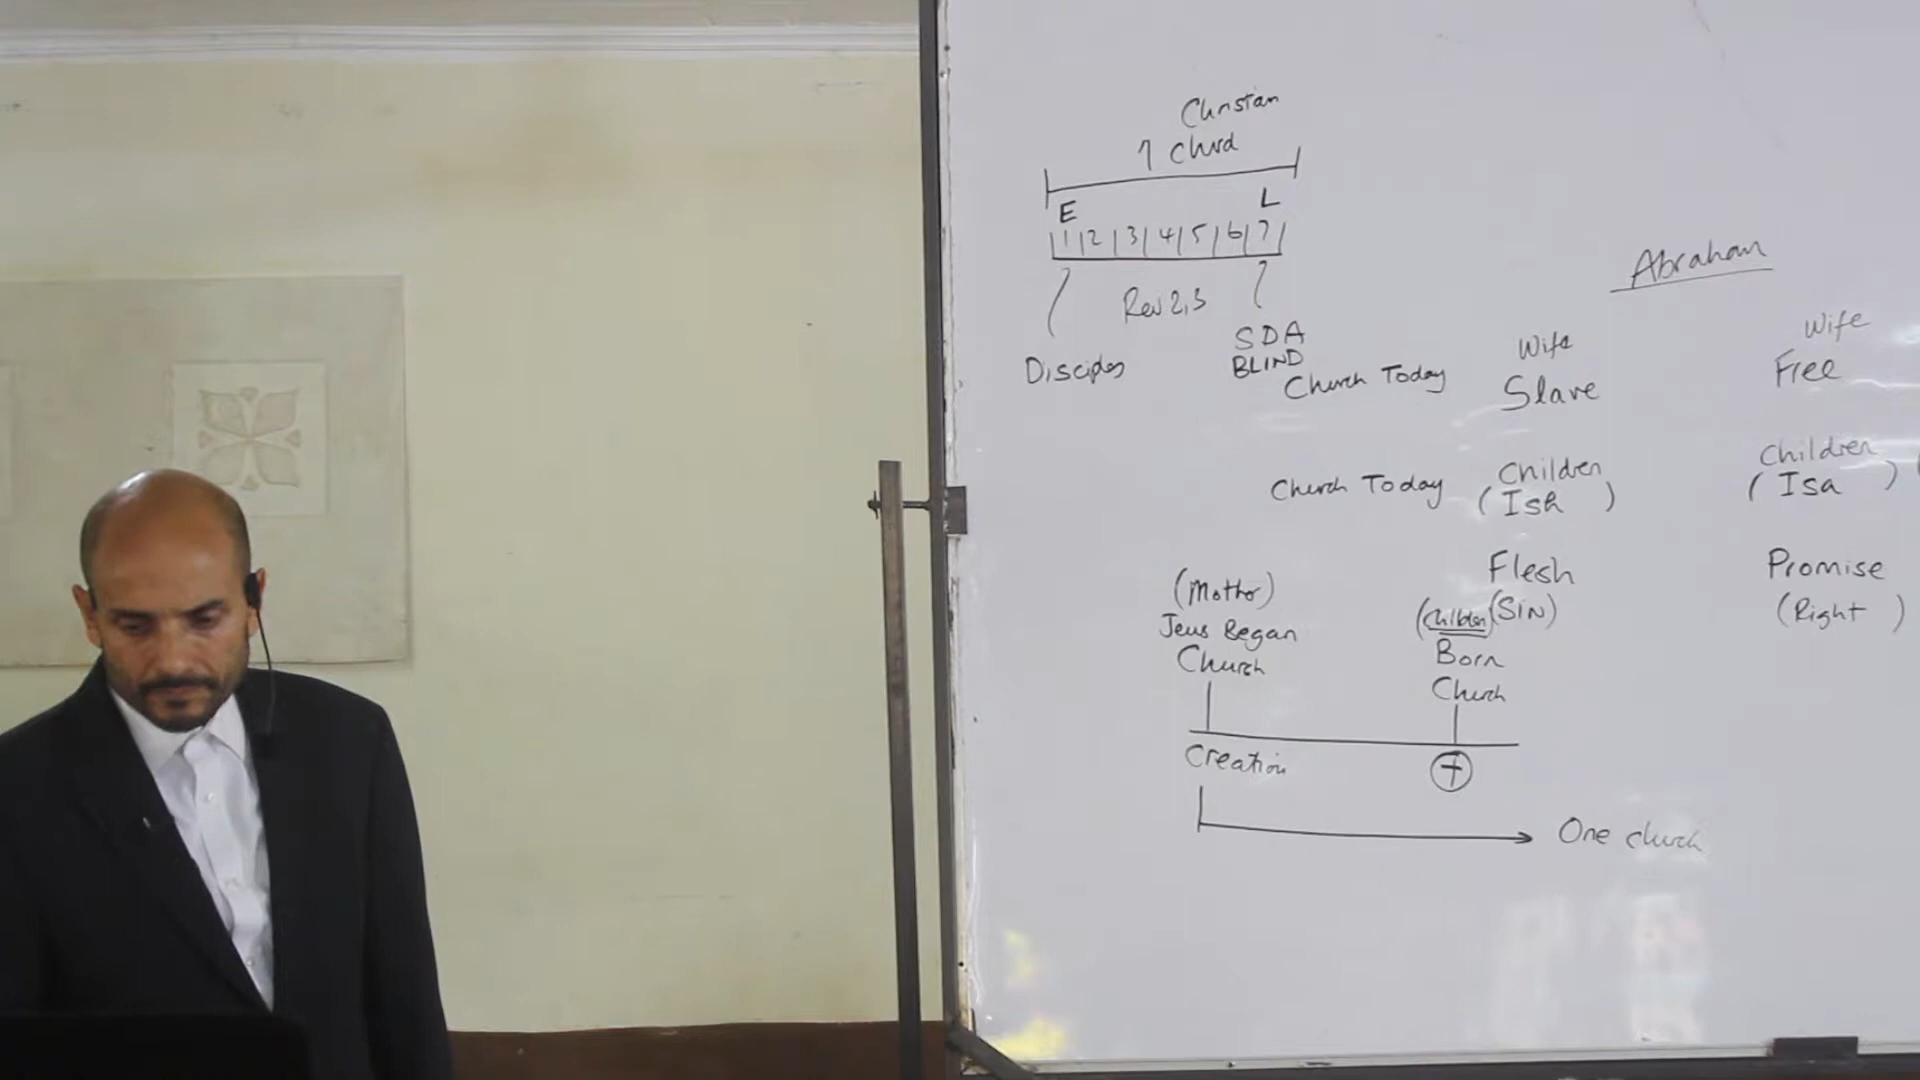 Christian
7 Churd
E L
1 2 3 4 5 6 7
Rev 2,3
Disciples
SDA
BLIND
Church Today
Abraham
Wife
Slave
Wife
Free
Church Today
Children
(Ish)
Children
(Isa)
Flesh
(SIN)
Promise
(Right)
(Mother)
Jesus Began
Church
(Children)
Born
Church
Creation
+
One church